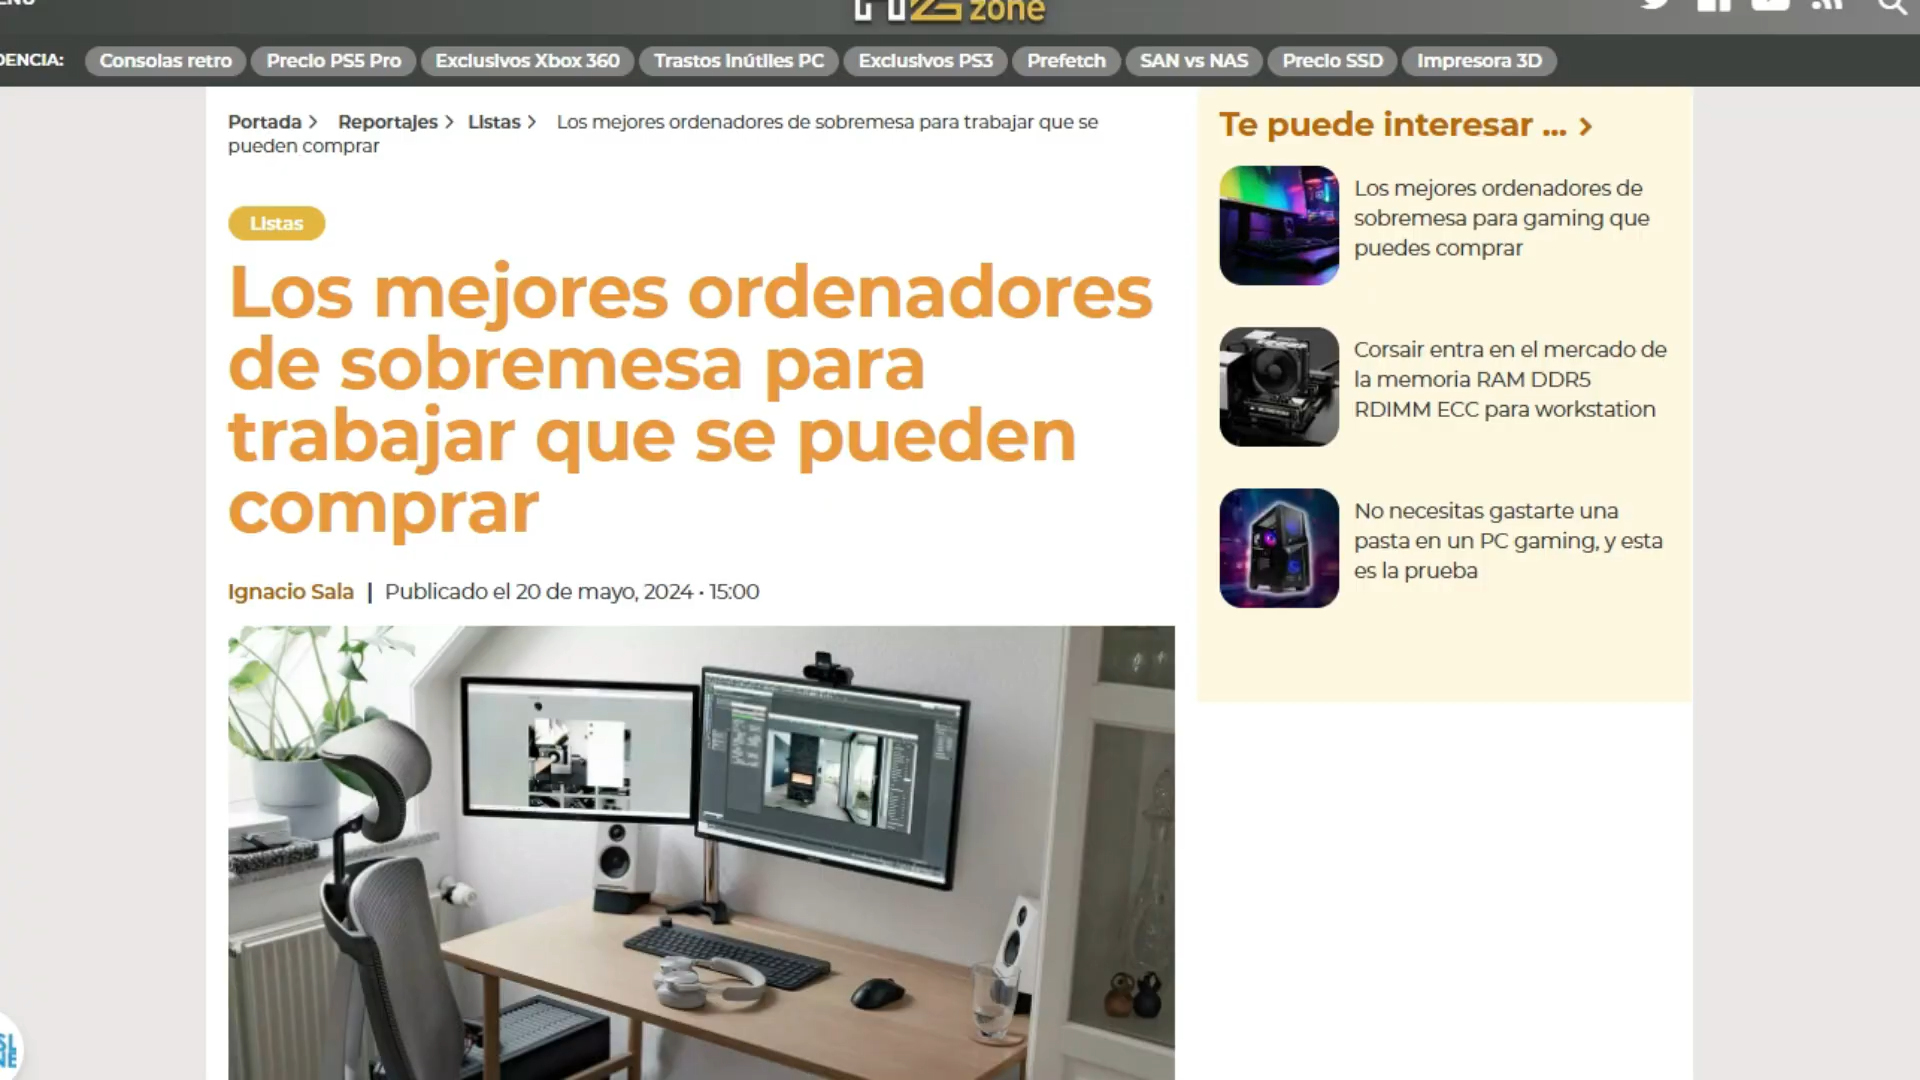 zone
DENCIA:
Consolas retro
Precio PS5 Pro
Exclusivos Xbox 360
Trastos Inútiles PC
Exclusivos PS3
Prefetch
SAN vs NAS
Precio SSD
Impresora 3D
Portada > Reportajes > Listas > Los mejores ordenadores de sobremesa para trabajar que se
pueden comprar
Listas
Los mejores ordenadores
de sobremesa para
trabajar que se pueden
comprar
Ignacio Sala | Publicado el 20 de mayo, 2024 • 15:00
Te puede interesar ... >
Los mejores ordenadores de
sobremesa para gaming que
puedes comprar
Corsair entra en el mercado de
la memoria RAM DDR5
RDIMM ECC para workstation
No necesitas gastarte una
pasta en un PC gaming, y esta
es la prueba